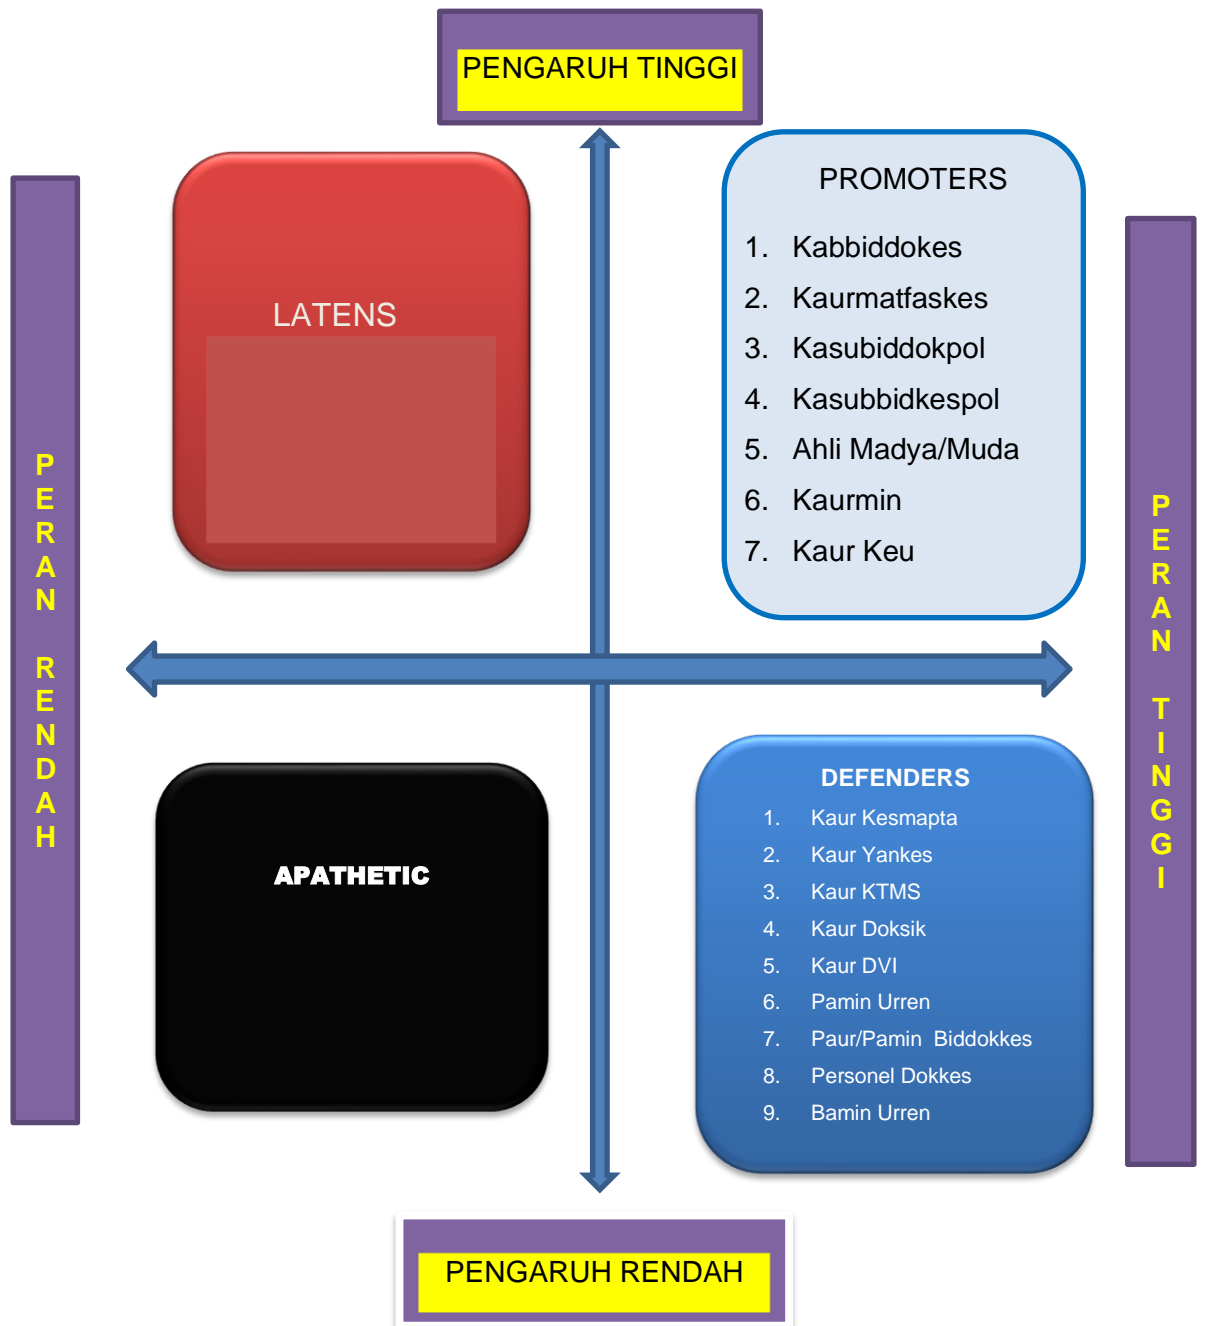 PENGARUH TINGGI
PERAN RENDAH
LATENS
PROMOTERS
1. Kabbiddokes
2. Kaurmatfaskes
3. Kasubiddokpol
4. Kasubbidkespol
5. Ahli Madya/Muda
6. Kaurmin
7. Kaur Keu
PERAN TINGGI
APATHETIC
DEFENDERS
1. Kaur Kesmapta
2. Kaur Yankes
3. Kaur KTMS
4. Kaur Doksik
5. Kaur DVI
6. Pamin Urren
7. Paur/Pamin Biddokkes
8. Personel Dokkes
9. Bamin Urren
PENGARUH RENDAH